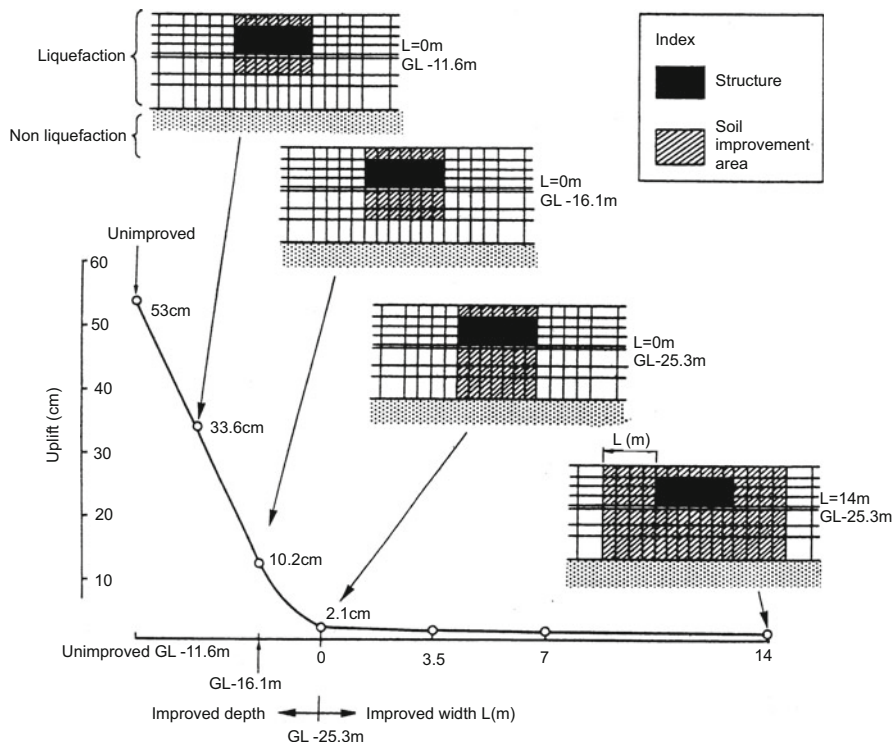 Liquefaction
Non liquefaction
L=0m
GL -11.6m
Index
Structure
Soil
improvement
area
L=0m
GL -16.1m
L=0m
GL-25.3m
L (m)
L=14m
GL-25.3m
Unimproved
Uplift (cm)
60
50
40
30
20
10
53cm
33.6cm
10.2cm
2.1cm
Unimproved GL -11.6m
0
3.5
7
14
GL-16.1m
Improved depth
Improved width L(m)
GL -25.3m